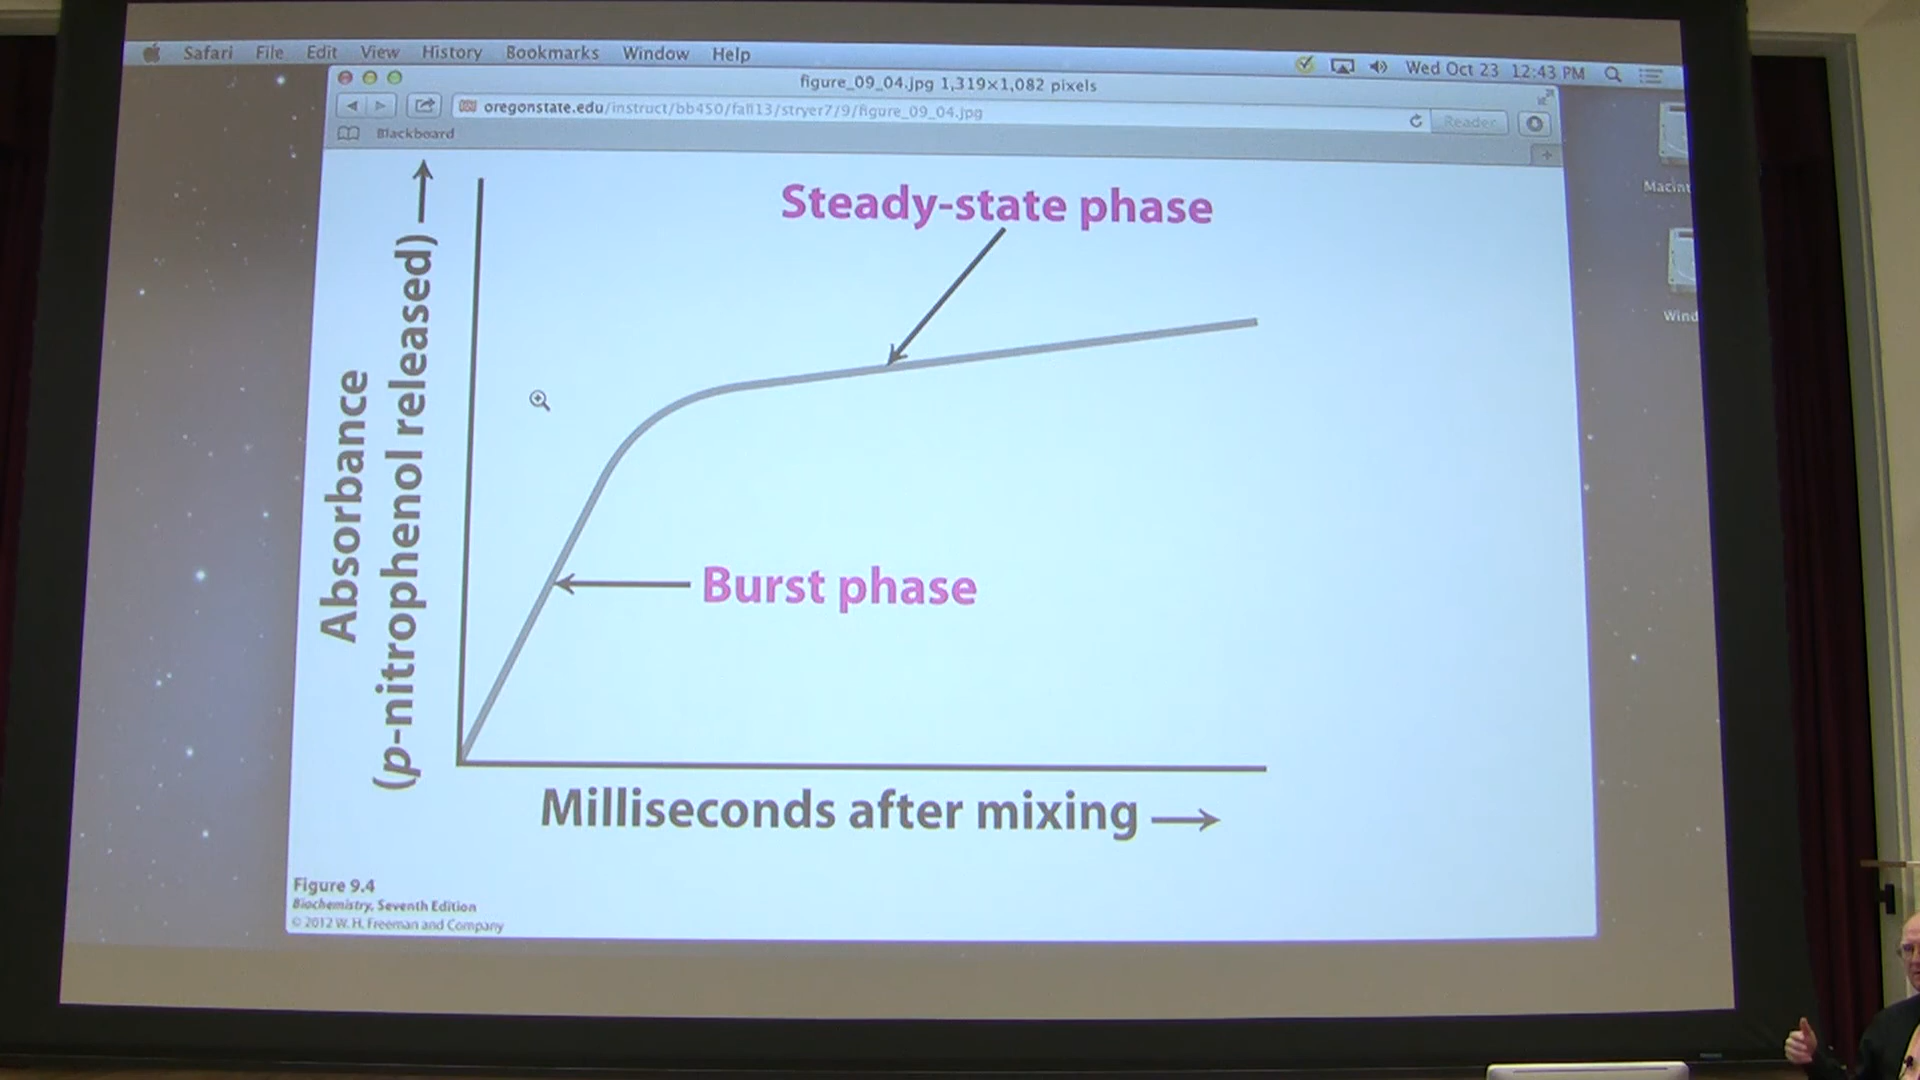 Safari File Edit View History Bookmarks Window Help
Wed Oct 23 12:43 PM
figure_09_04.jpg 1,319×1,082 pixels
oregonstate.edu/instruct/bb450/fall13/stryer7/9/figure_09_04.jpg
Reader
Blackboard
Macint
Wind
Steady-state phase
Absorbance
(p-nitrophenol released)
Burst phase
Milliseconds after mixing
Figure 9.4
Biochemistry, Seventh Edition
© 2012 W. H. Freeman and Company